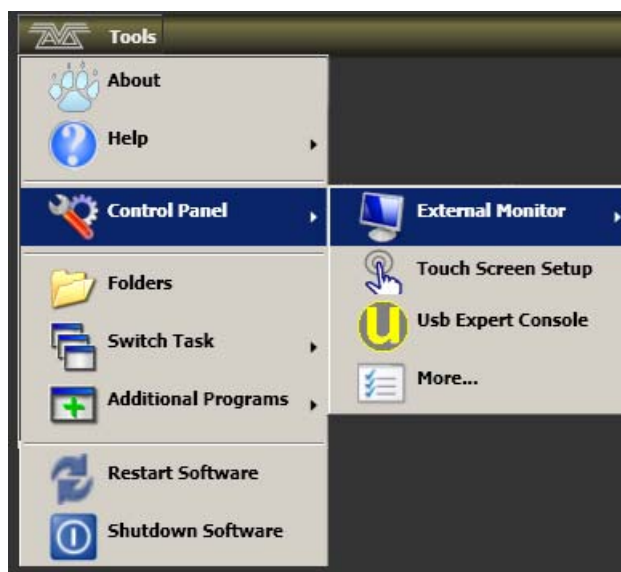 Tools
About
Help
Control Panel
External Monitor
Touch Screen Setup
Usb Expert Console
More...
Folders
Switch Task
Additional Programs
Restart Software
Shutdown Software